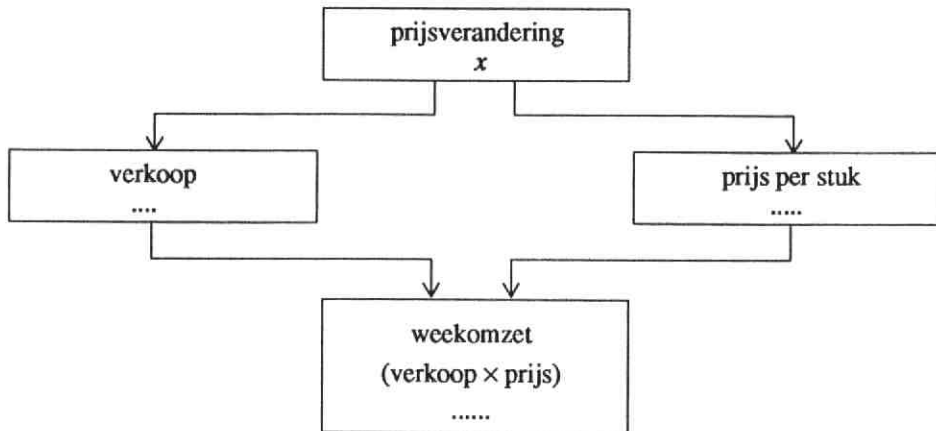 prijsverandering
x
verkoop
....
prijs per stuk
.....
weekomzet
(verkoop × prijs)
......